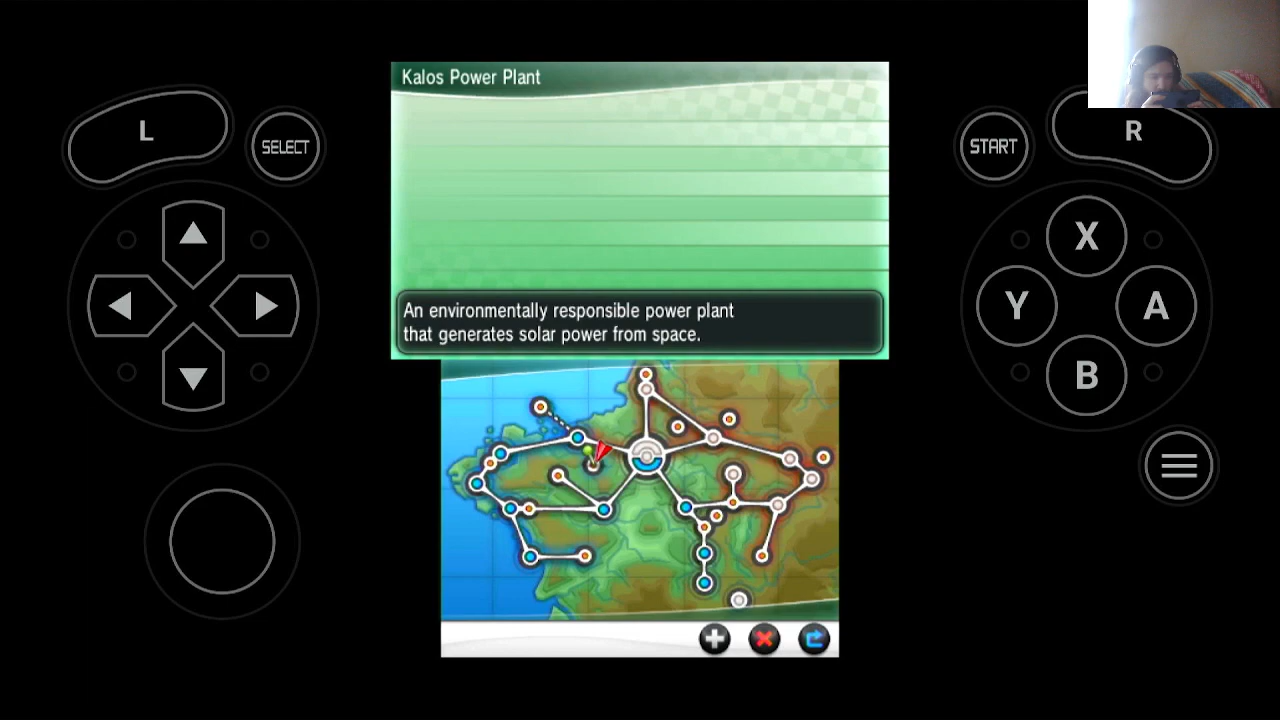 Kalos Power Plant
L
SELECT
START
R
An environmentally responsible power plant
that generates solar power from space.
X
Y
A
B